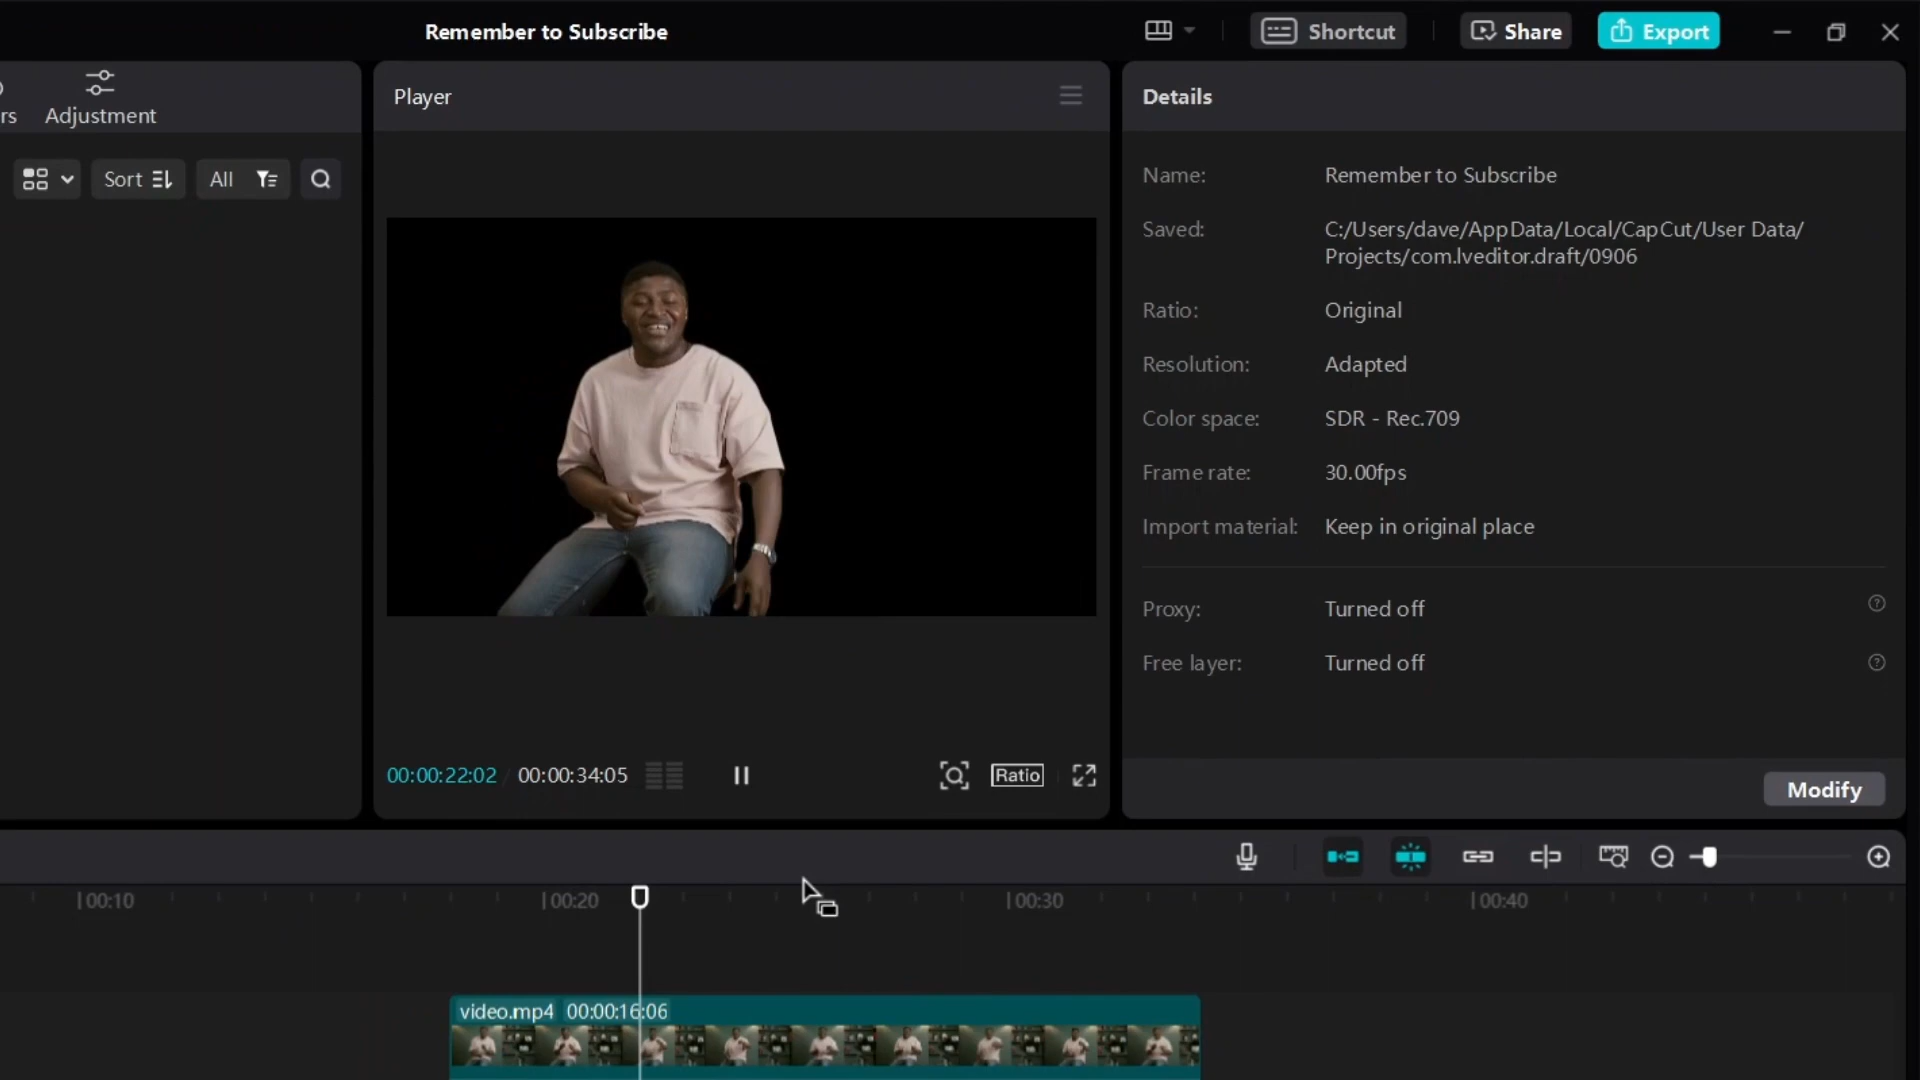 Remember to Subscribe
Shortcut
Share
Export
rs
Adjustment
Sort
All
Player
00:00:22:02
00:00:34:05
Ratio
Details
Name: Remember to Subscribe
Saved: C:/Users/dave/AppData/Local/CapCut/User Data/
Projects/com.lveditor.draft/0906
Ratio: Original
Resolution: Adapted
Color space: SDR - Rec.709
Frame rate: 30.00fps
Import material: Keep in original place
Proxy: Turned off
Free layer: Turned off
Modify
00:10
00:20
00:30
00:40
video.mp4 00:00:16:06